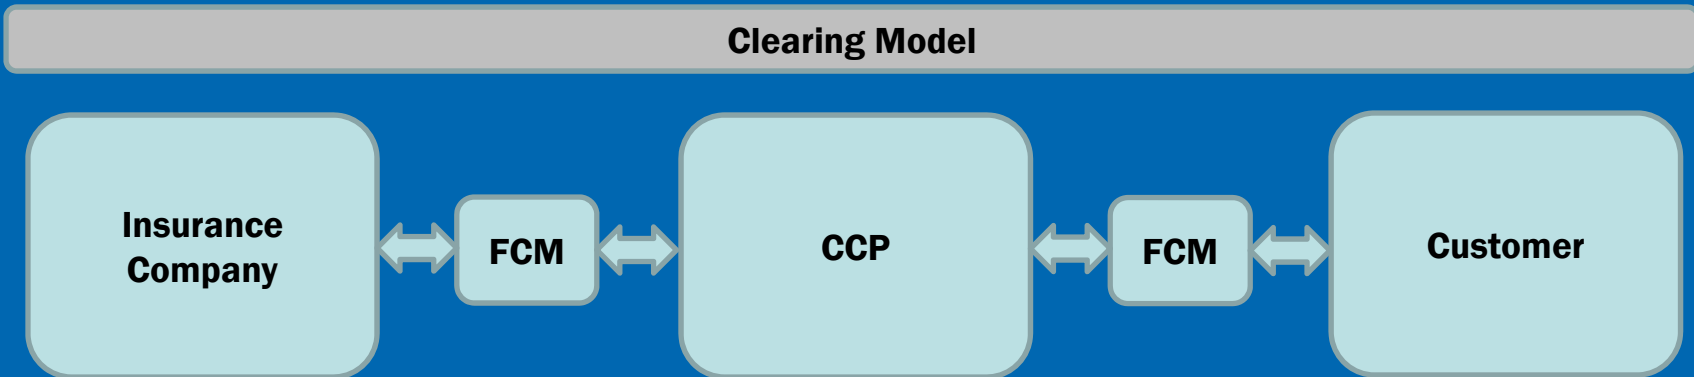 Clearing Model
Insurance
Company
FCM
CCP
FCM
Customer